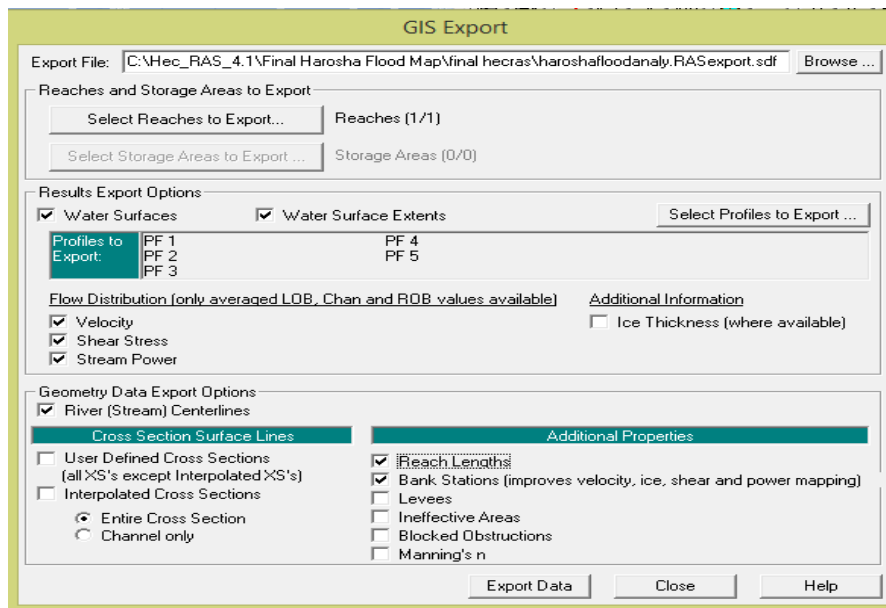 GIS Export
Export File: C:\Hec_RAS_4.1\Final Harosha Flood Map\final hecras\haroshafloodanaly.RASexport.sdf Browse ...
Reaches and Storage Areas to Export
Select Reaches to Export... Reaches (1/1)
Select Storage Areas to Export ... Storage Areas (0/0)
Results Export Options
Water Surfaces Water Surface Extents Select Profiles to Export ...
Profiles to Export: PF 1 PF 4
PF 2 PF 5
PF 3
Flow Distribution (only averaged LOB, Chan and ROB values available) Additional Information
Velocity Ice Thickness (where available)
Shear Stress
Stream Power
Geometry Data Export Options
River (Stream) Centerlines
Cross Section Surface Lines Additional Properties
User Defined Cross Sections Reach Lengths
(all XS's except Interpolated XS's) Bank Stations (improves velocity, ice, shear and power mapping)
Interpolated Cross Sections Levees
Entire Cross Section Ineffective Areas
Channel only Blocked Obstructions
Manning's n
Export Data Close Help